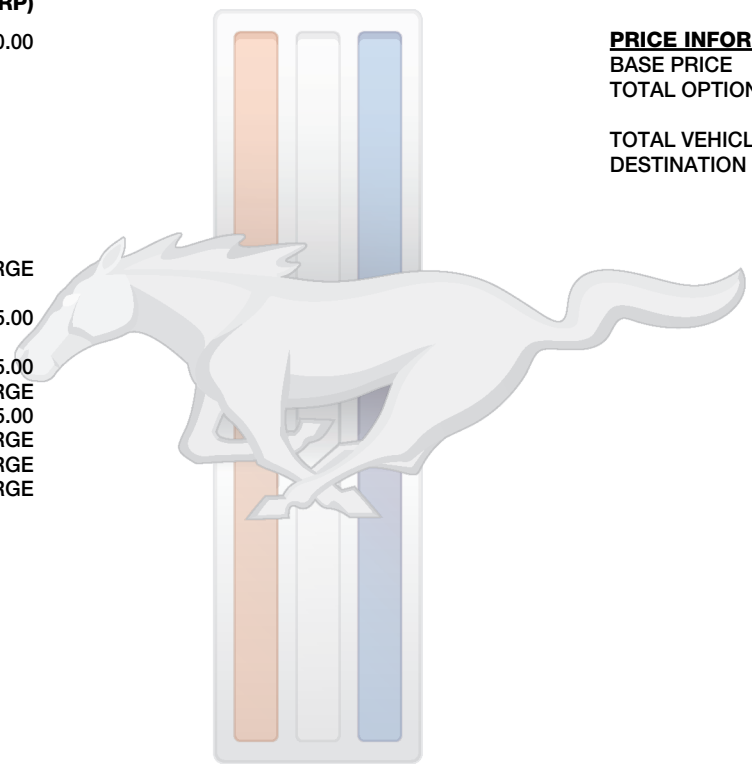 RP)
0.00
RGE
5.00
5.00
RGE
5.00
RGE
RGE
RGE
PRICE INFOR
BASE PRICE
TOTAL OPTION
TOTAL VEHICL
DESTINATION